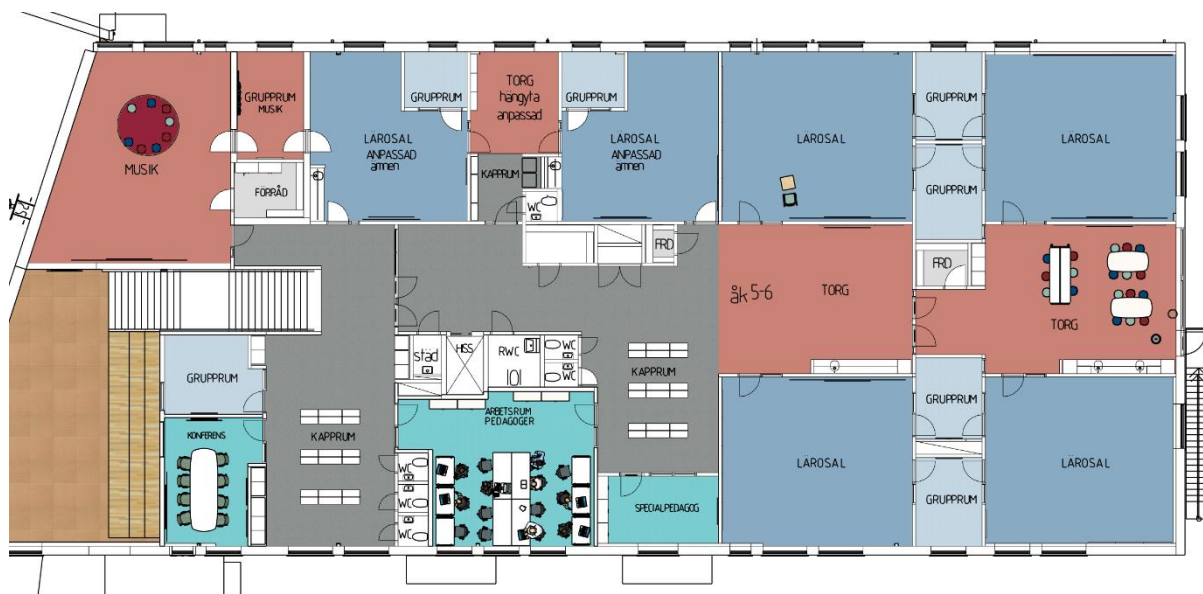 MUSIK
GRUPPRUM
MUSIK
FÖRRÅD
LÄROSAL
ANPASSAD
ämnen
GRUPPRUM
TORG
hängyta
anpassad
KAPPRUM
WC
GRUPPRUM
LÄROSAL
ANPASSAD
ämnen
LÄROSAL
GRUPPRUM
GRUPPRUM
LÄROSAL
FRD
åk 5-6
TORG
FRD
TORG
GRUPPRUM
KONFERENS
KAPPRUM
städ
HISS
RWC
WC
WC
KAPPRUM
ARBETSRUM
PEDAGOGER
WC
WC
WC
SPECIALPEDAGOG
LÄROSAL
GRUPPRUM
GRUPPRUM
LÄROSAL